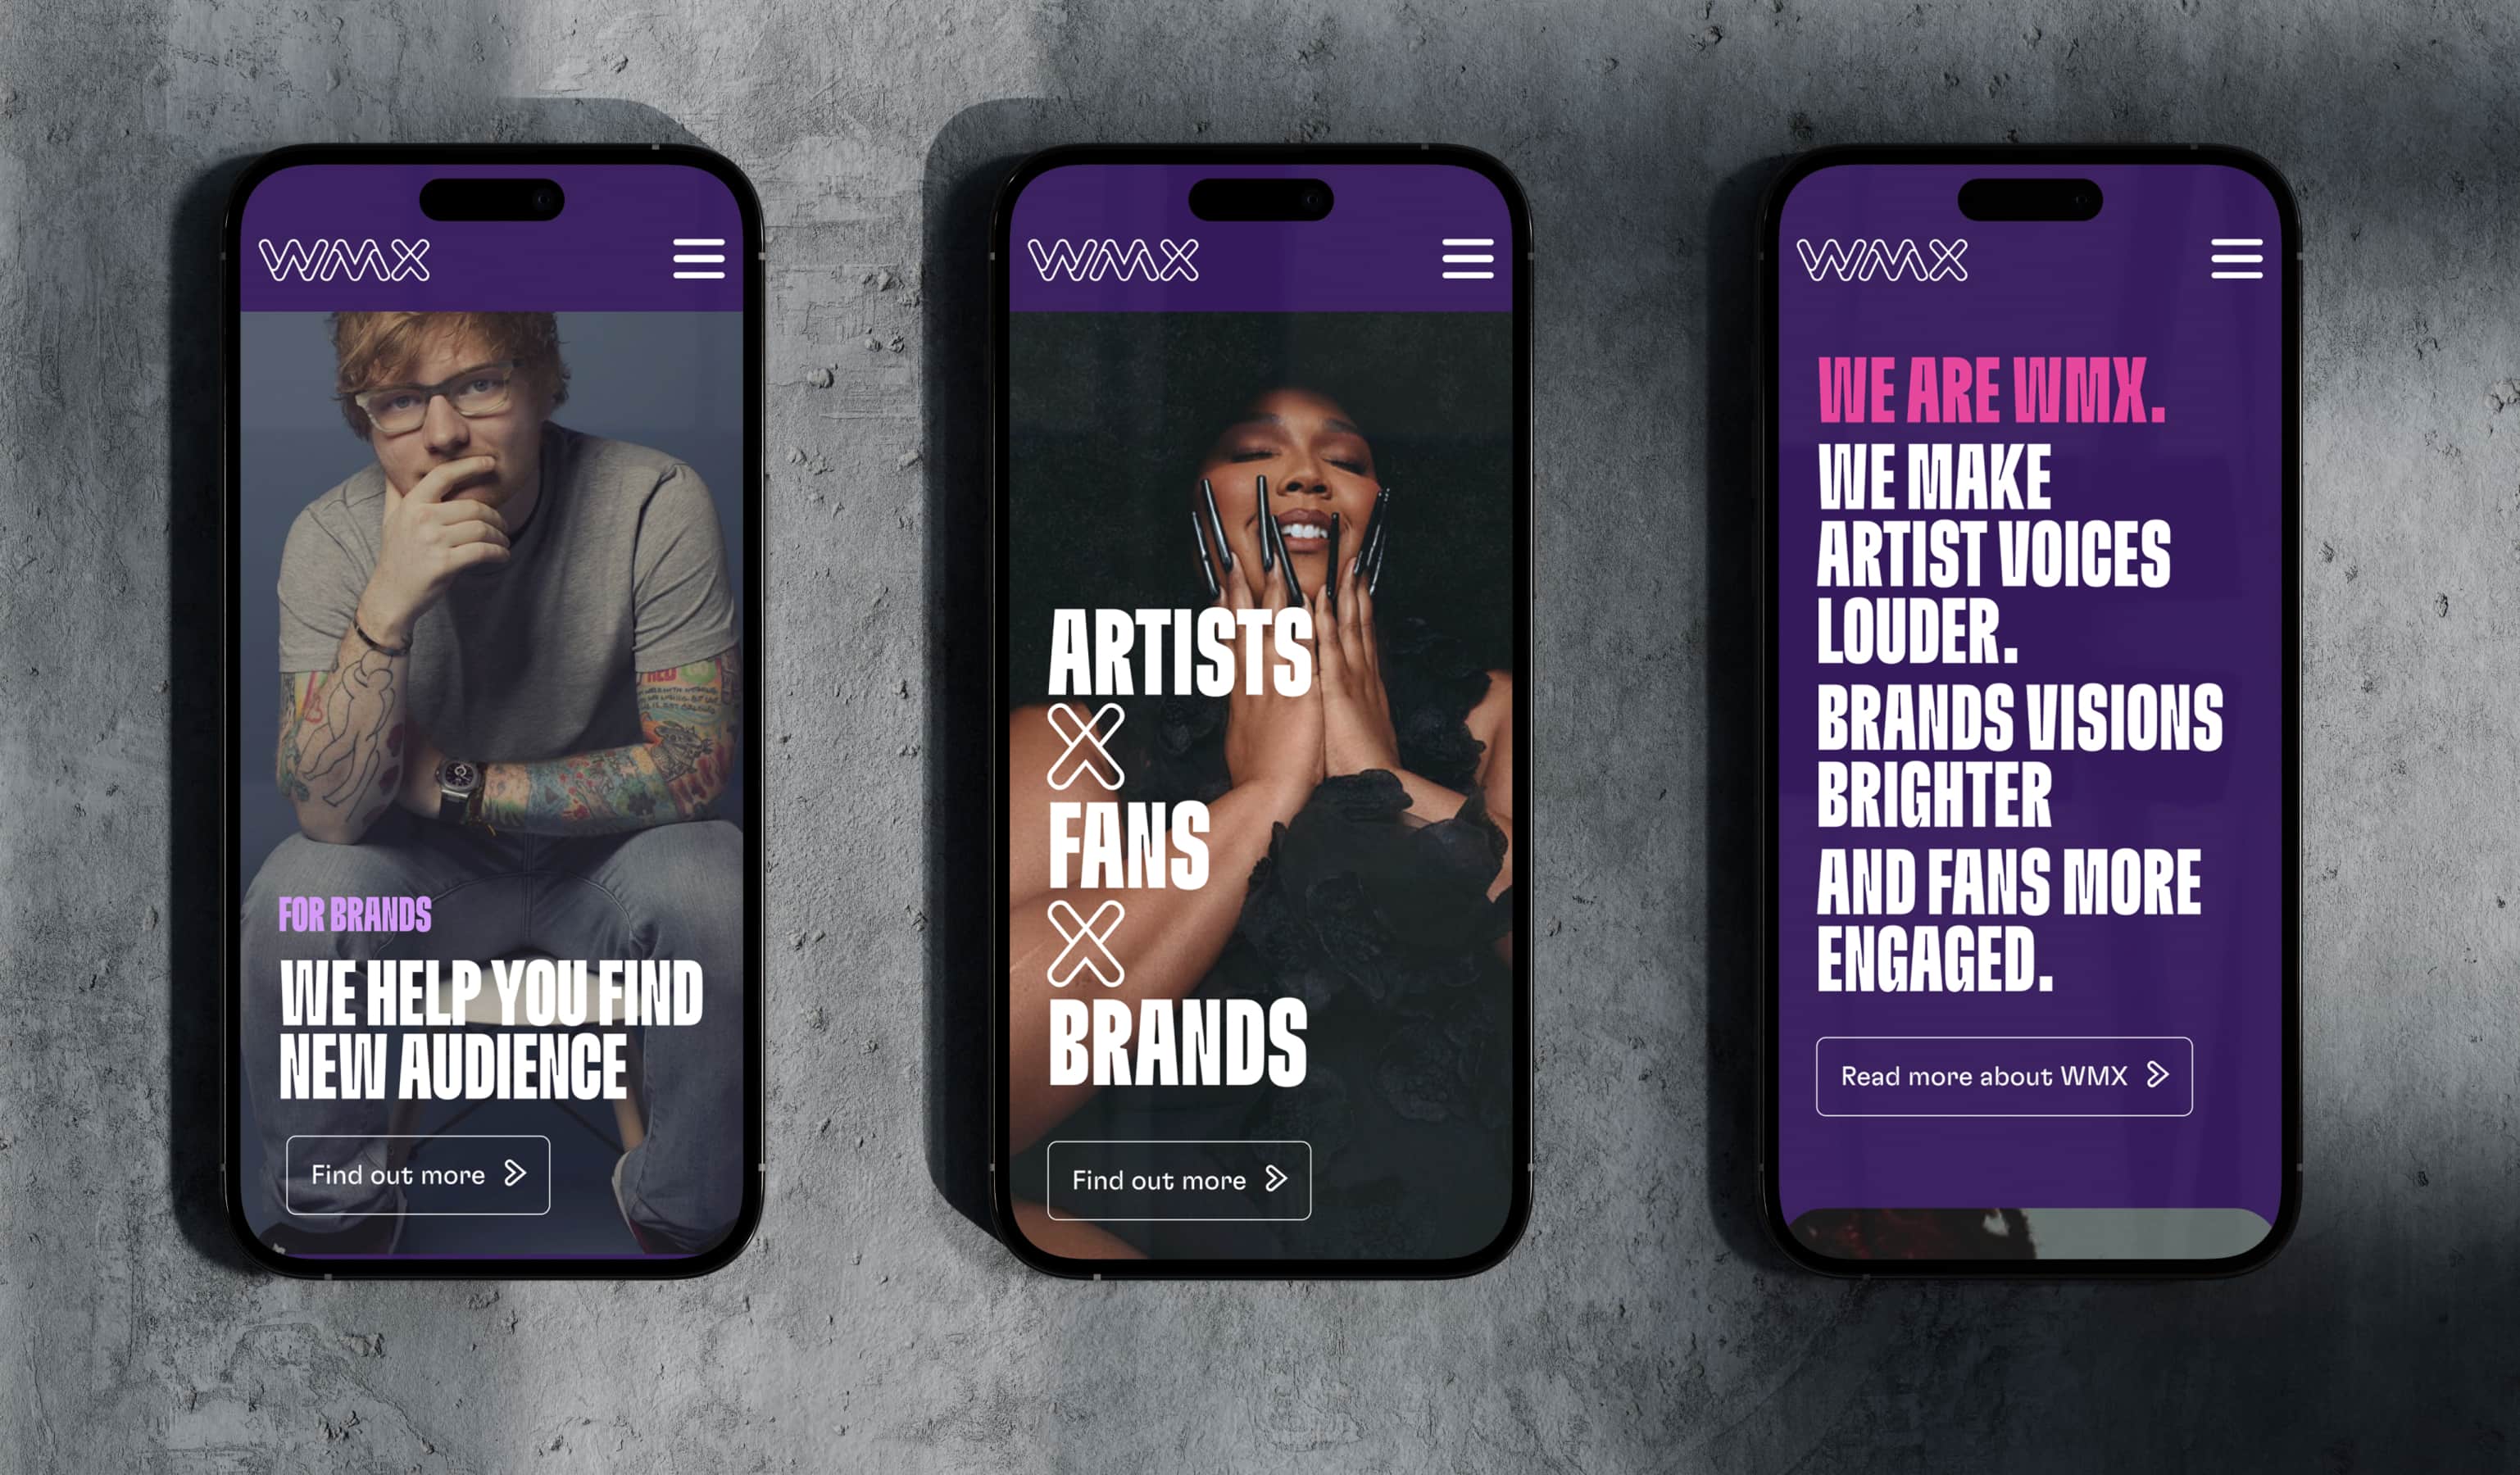 WMX
FOR BRANDS
WE HELP YOU FIND
NEW AUDIENCE
Find out more
WMX
ARTISTS
X
FANS
X
BRANDS
Find out more
WMX
WE ARE WMX.
WE MAKE
ARTIST VOICES
LOUDER.
BRANDS VISIONS
BRIGHTER
AND FANS MORE
ENGAGED.
Read more about WMX